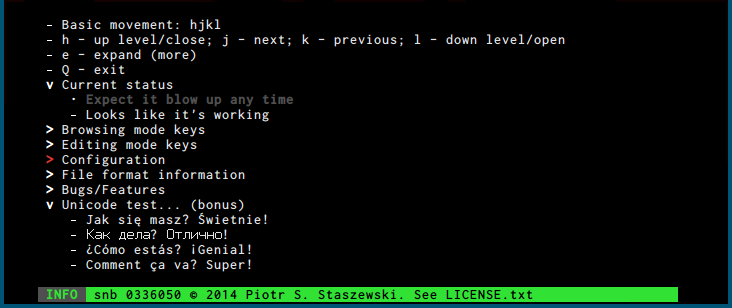 - Basic movement: hjkl
- h - up level/close; j - next; k - previous; l - down level/open
- e - expand (more)
- Q - exit
v Current status
· Expect it blow up any time
- Looks like it's working
> Browsing mode keys
> Editing mode keys
> Configuration
> File format information
> Bugs/Features
v Unicode test... (bonus)
- Jak się masz? Świetnie!
- Как дела? Отлично!
- ¿Cómo estás? ¡Genial!
- Comment ça va? Super!
INFO snb 0336050 © 2014 Piotr S. Staszewski. See LICENSE.txt